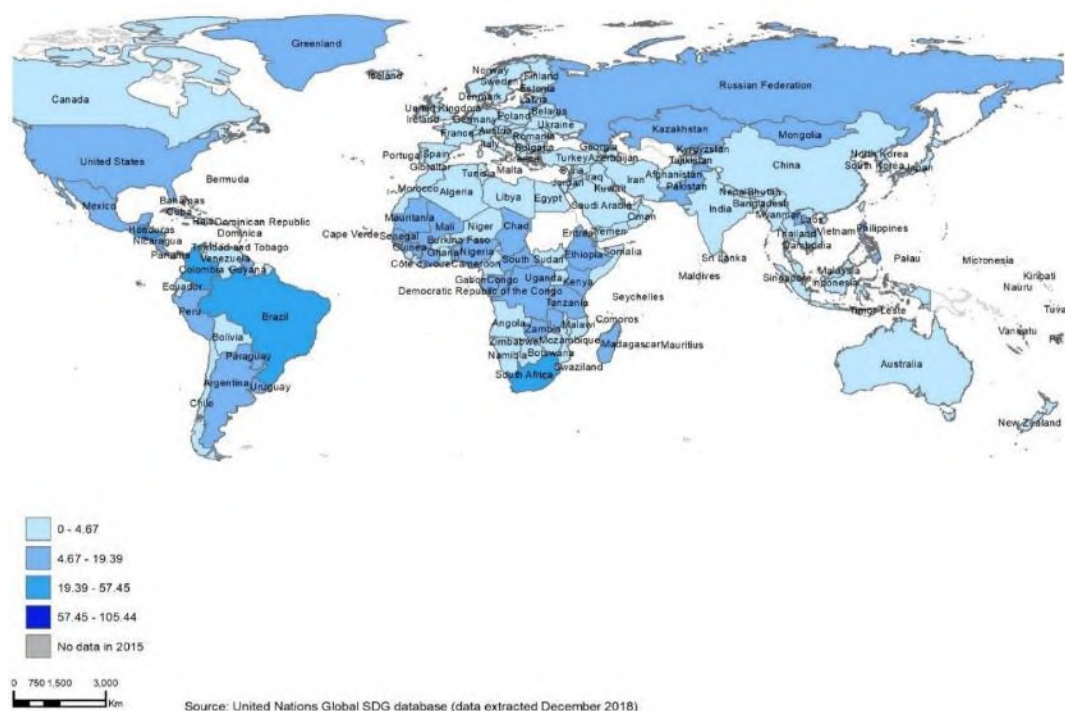 Greenland
Iceland
Norway
Sweden
Finland
Russian Federation
Estonia
Latvia
Denmark
Canada
United Kingdom
Belarus
Ireland
Germany
Poland
Ukraine
Kazakhstan
Mongolia
France
Austria
Romania
Italy
Bulgaria
Georgia
Kyrgyzstan
North Korea
United States
Portugal
Spain
Greece
Turkey
Azerbaijan
Tajikistan
China
South Korea
Japan
Gibraltar
Malta
Syria
Afghanistan
Bermuda
Tunisia
Iraq
Iran
Morocco
Jordan
Kuwait
Pakistan
Nepal
Bhutan
Algeria
Libya
Egypt
Bangladesh
Bahamas
Saudi Arabia
India
Myanmar
Mexico
Cuba
Oman
Laos
Haiti
Dominican Republic
Mauritania
Mali
Niger
Chad
Eritrea
Yemen
Thailand
Vietnam
Philippines
Honduras
Dominica
Cape Verde
Senegal
Burkina Faso
Cambodia
Nicaragua
Guinea
Nigeria
Ethiopia
Somalia
Sri Lanka
Palau
Micronesia
Panama
Trinidad and Tobago
Ghana
South Sudan
Venezuela
Côte d'Ivoire
Cameroon
Maldives
Malaysia
Kiribati
Colombia
Guyana
Gabon
Congo
Uganda
Kenya
Singapore
Indonesia
Nauru
Ecuador
Democratic Republic of the Congo
Seychelles
Tanzania
Brazil
Timor-Leste
Tuva
Peru
Angola
Malawi
Comoros
Zambia
Vanuatu
Bolivia
Zimbabwe
Mozambique
Madagascar
Mauritius
Fiji
Namibia
Botswana
Paraguay
Swaziland
Australia
South Africa
Argentina
Uruguay
Chile
New Zealand
0 - 4.67
4.67 - 19.39
19.39 - 57.45
57.45 - 105.44
No data in 2015
0 750 1,500 3,000
Km
Source: United Nations Global SDG database (data extracted December 2018)